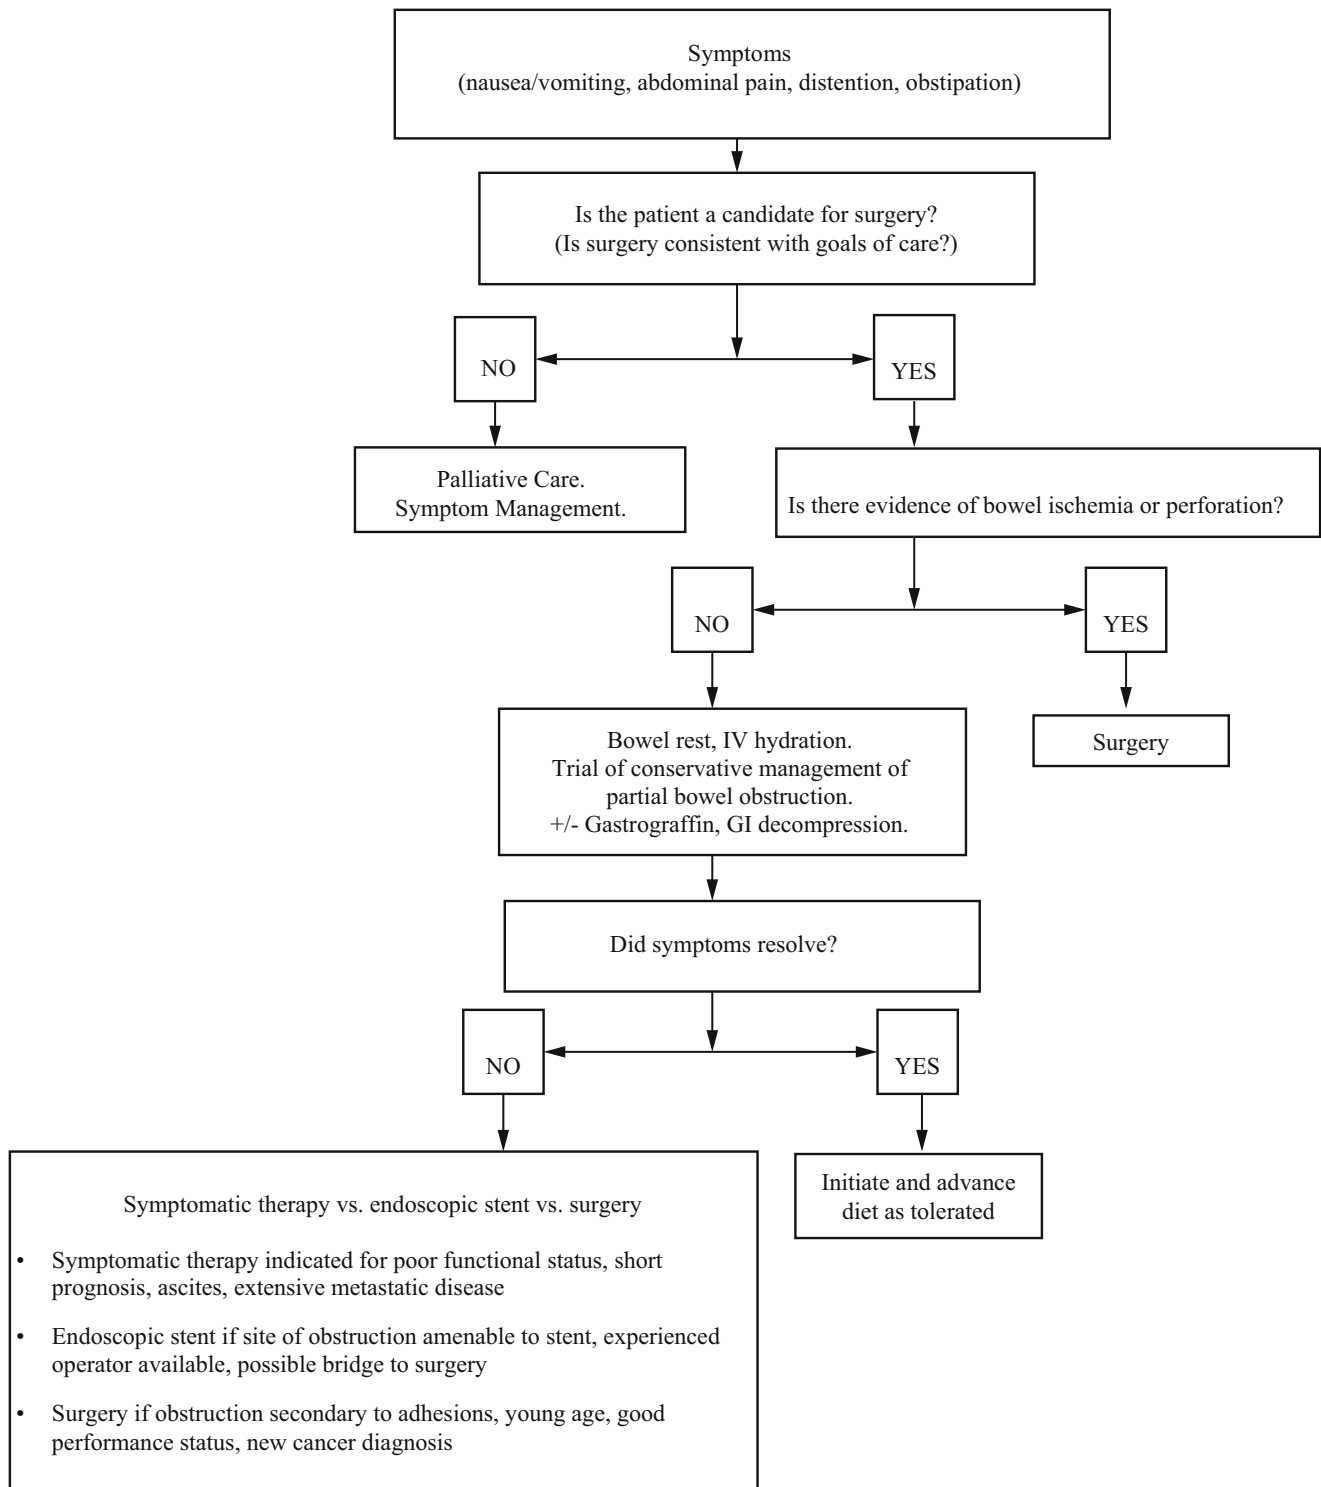 Symptoms
(nausea/vomiting, abdominal pain, distention, obstipation)
Is the patient a candidate for surgery?
(Is surgery consistent with goals of care?)
NO
YES
Palliative Care.
Symptom Management.
Is there evidence of bowel ischemia or perforation?
NO
YES
Bowel rest, IV hydration.
Trial of conservative management of
partial bowel obstruction.
+/- Gastrograffin, GI decompression.
Surgery
Did symptoms resolve?
NO
YES
Symptomatic therapy vs. endoscopic stent vs. surgery
• Symptomatic therapy indicated for poor functional status, short
prognosis, ascites, extensive metastatic disease
• Endoscopic stent if site of obstruction amenable to stent, experienced
operator available, possible bridge to surgery
• Surgery if obstruction secondary to adhesions, young age, good
performance status, new cancer diagnosis
Initiate and advance
diet as tolerated